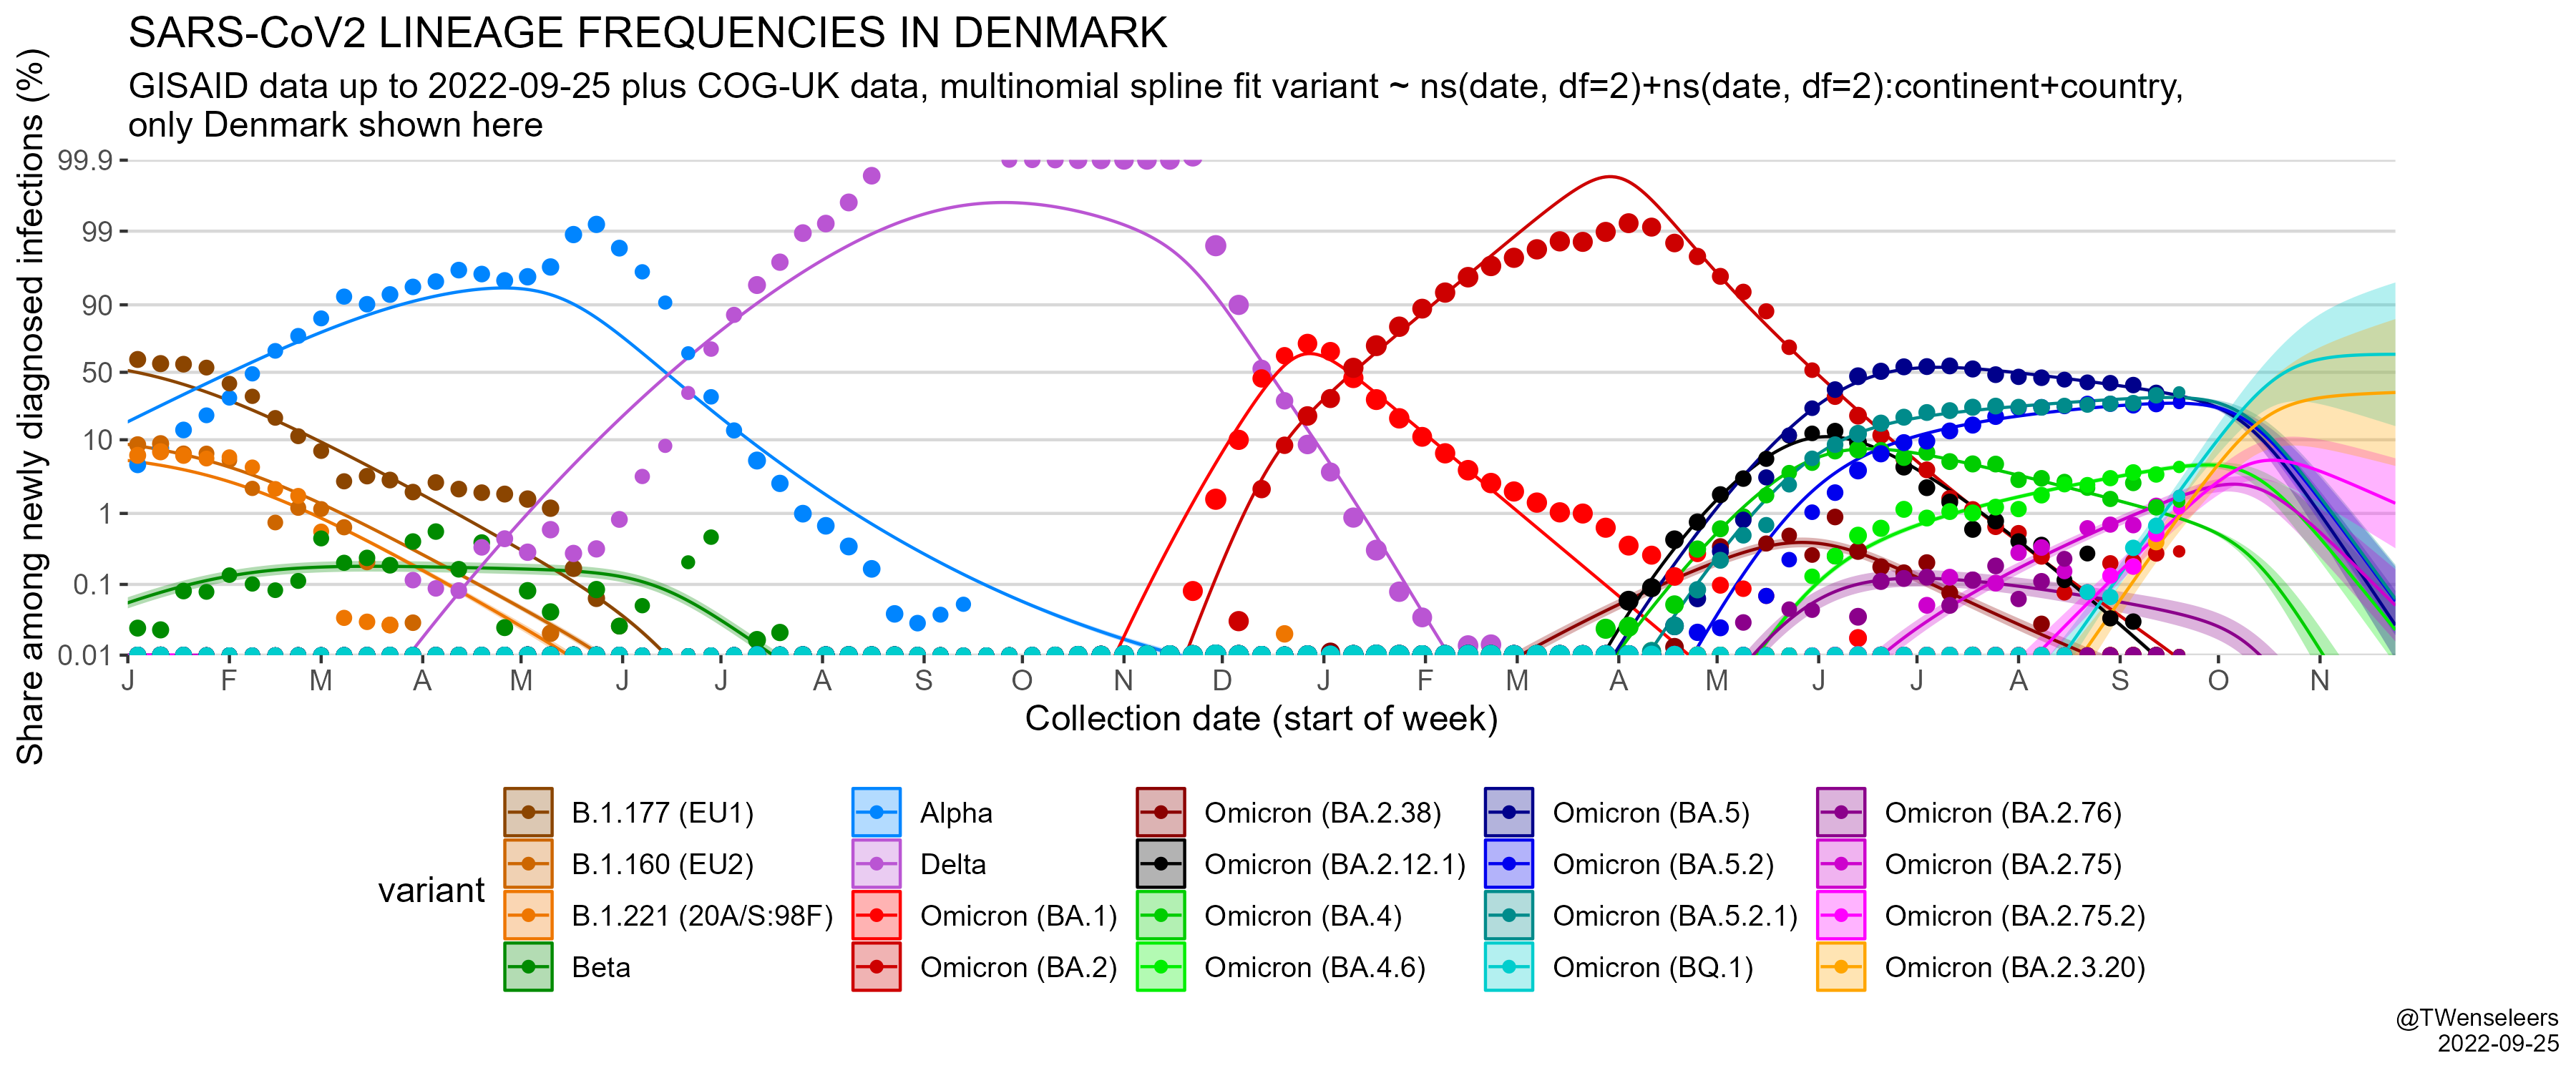 SARS-CoV2 LINEAGE FREQUENCIES IN DENMARK
GISAID data up to 2022-09-25 plus COG-UK data, multinomial spline fit variant ~ ns(date, df=2)+ns(date, df=2):continent+country,
only Denmark shown here
Share among newly diagnosed infections (%)
99.9
99
90
50
10
1
0.1
0.01
J F M A M J J A S O N D J F M A M J J A S O N
Collection date (start of week)
variant
B.1.177 (EU1)
B.1.160 (EU2)
B.1.221 (20A/S:98F)
Beta
Alpha
Delta
Omicron (BA.1)
Omicron (BA.2)
Omicron (BA.2.38)
Omicron (BA.2.12.1)
Omicron (BA.4)
Omicron (BA.4.6)
Omicron (BA.5)
Omicron (BA.5.2)
Omicron (BA.5.2.1)
Omicron (BQ.1)
Omicron (BA.2.76)
Omicron (BA.2.75)
Omicron (BA.2.75.2)
Omicron (BA.2.3.20)
@TWenseleers
2022-09-25